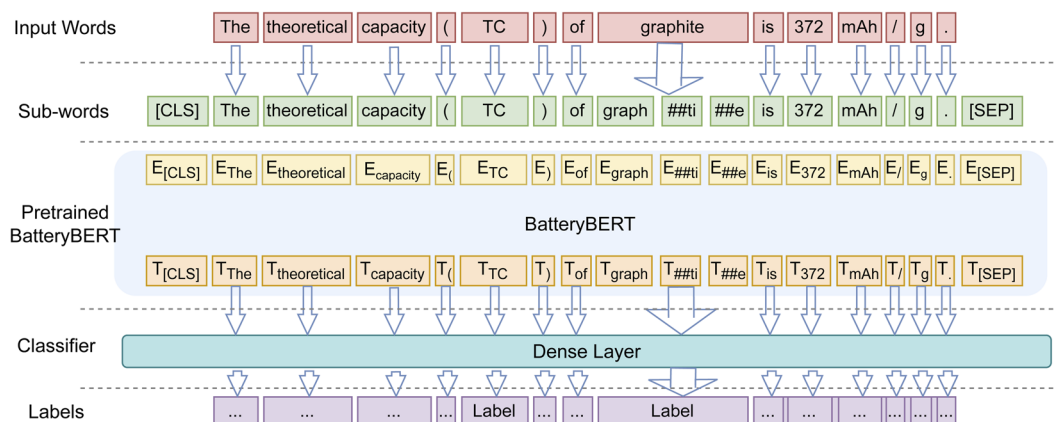 Input Words The theoretical capacity ( TC ) of graphite is 372 mAh / g .
Sub-words [CLS] The theoretical capacity ( TC ) of graph ##ti ##e is 372 mAh / g . [SEP]
E[CLS] EThe Etheoretical Ecapacity E( ETC E) Eof Egraph E##ti E##e Eis E372 EmAh E/ Eg E. E[SEP]
Pretrained
BatteryBERT
BatteryBERT
T[CLS] TThe Ttheoretical Tcapacity T( TTC T) Tof Tgraph T##ti T##e Tis T372 TmAh T/ Tg T. T[SEP]
Classifier
Dense Layer
Labels ... ... ... ... Label ... ... Label ... ... ... ... ... ...